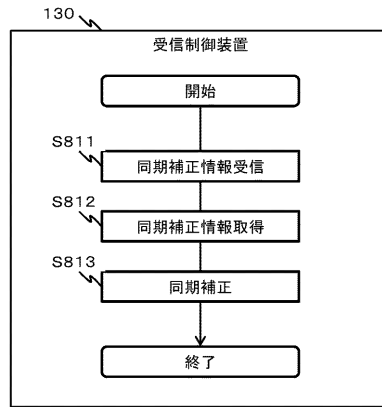 130
受信制御装置
開始
S811
同期補正情報受信
S812
同期補正情報取得
S813
同期補正
終了